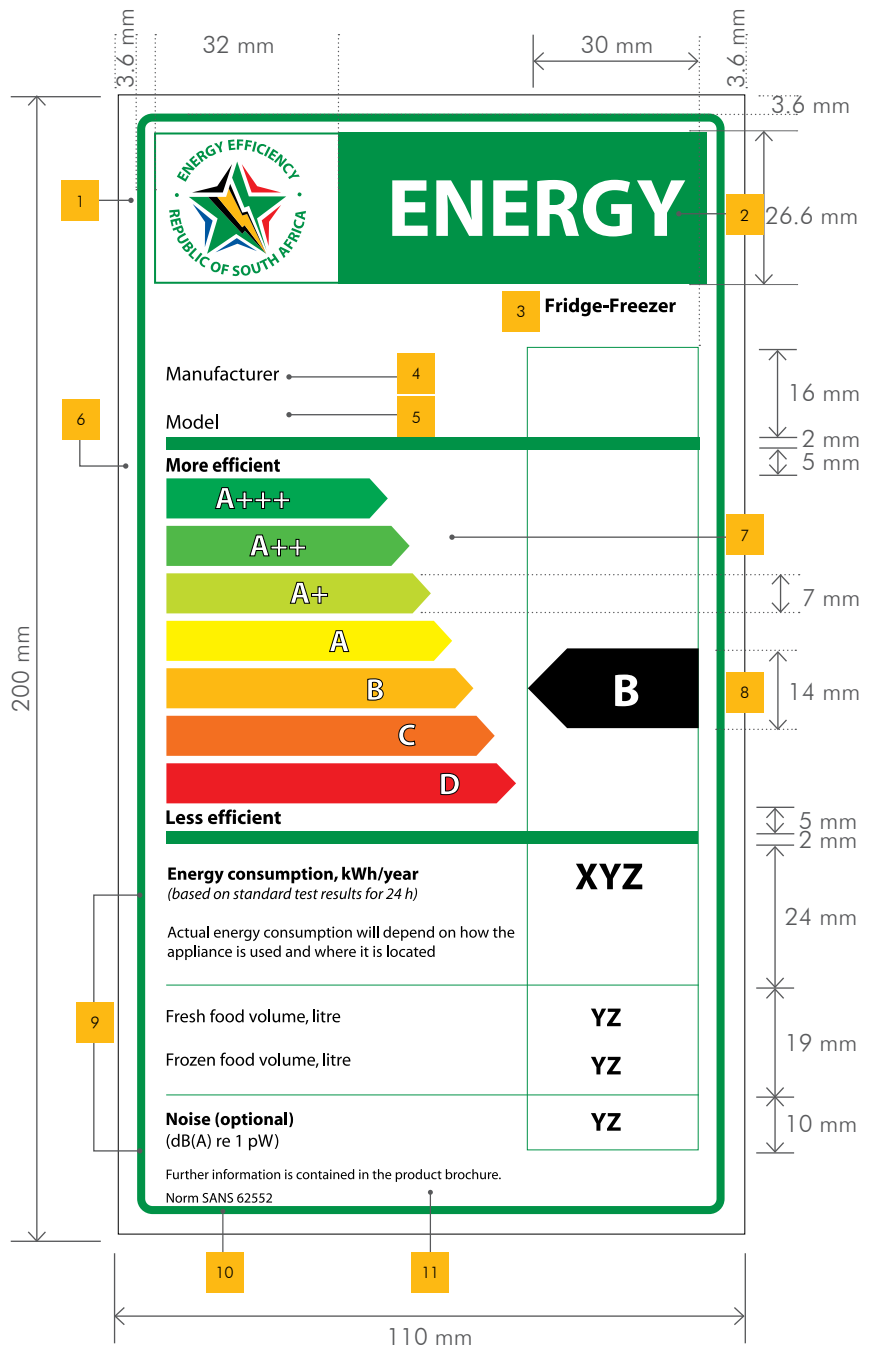 3.6 mm
32 mm
30 mm
3.6 mm
3.6 mm
ENERGY EFFICIENCY
REPUBLIC OF SOUTH AFRICA
ENERGY
1
2
26.6 mm
3
Fridge-Freezer
Manufacturer
4
16 mm
Model
5
6
2 mm
5 mm
More efficient
A+++
7
A++
A+
7 mm
A
200 mm
B
B
8
14 mm
C
D
Less efficient
5 mm
2 mm
Energy consumption, kWh/year
XYZ
(based on standard test results for 24 h)
24 mm
Actual energy consumption will depend on how the
appliance is used and where it is located
9
Fresh food volume, litre
YZ
19 mm
Frozen food volume, litre
YZ
Noise (optional)
YZ
10 mm
(dB(A) re 1 pW)
Further information is contained in the product brochure.
Norm SANS 62552
10
11
110 mm